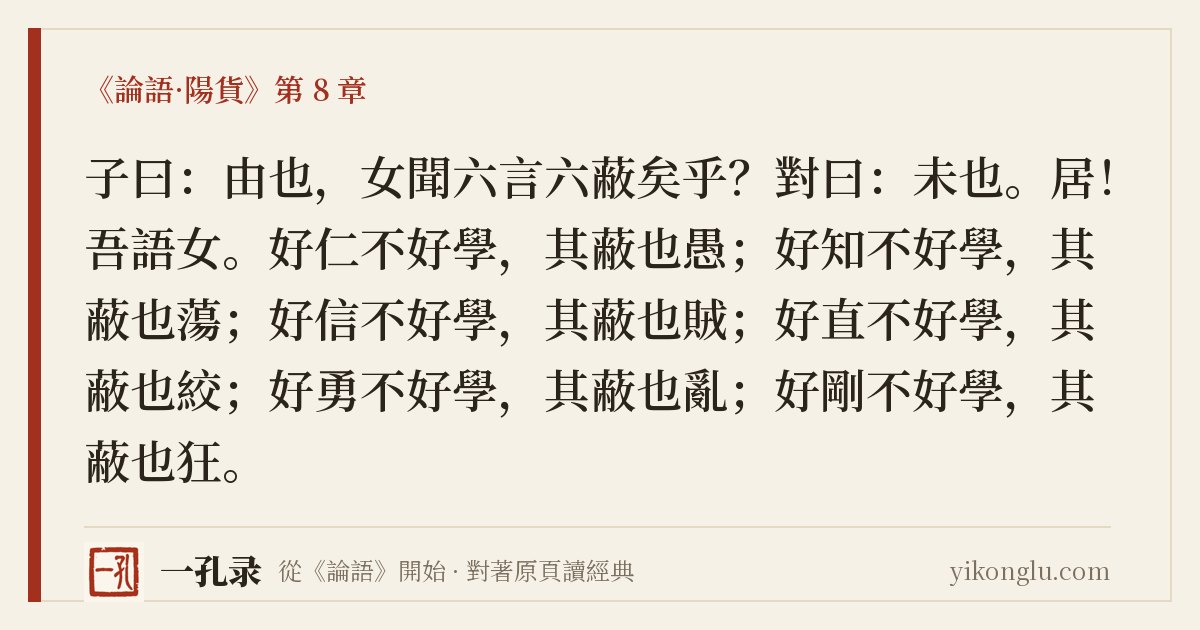 《論語·陽貨》第 8 章
子曰：由也，女聞六言六蔽矣乎？對曰：未也。居！
吾語女。好仁不好學，其蔽也愚；好知不好學，其
蔽也蕩；好信不好學，其蔽也賊；好直不好學，其
蔽也絞；好勇不好學，其蔽也亂；好剛不好學，其
蔽也狂。
一孔
一孔录 從《論語》開始 · 對著原頁讀經典 yikonglu.com